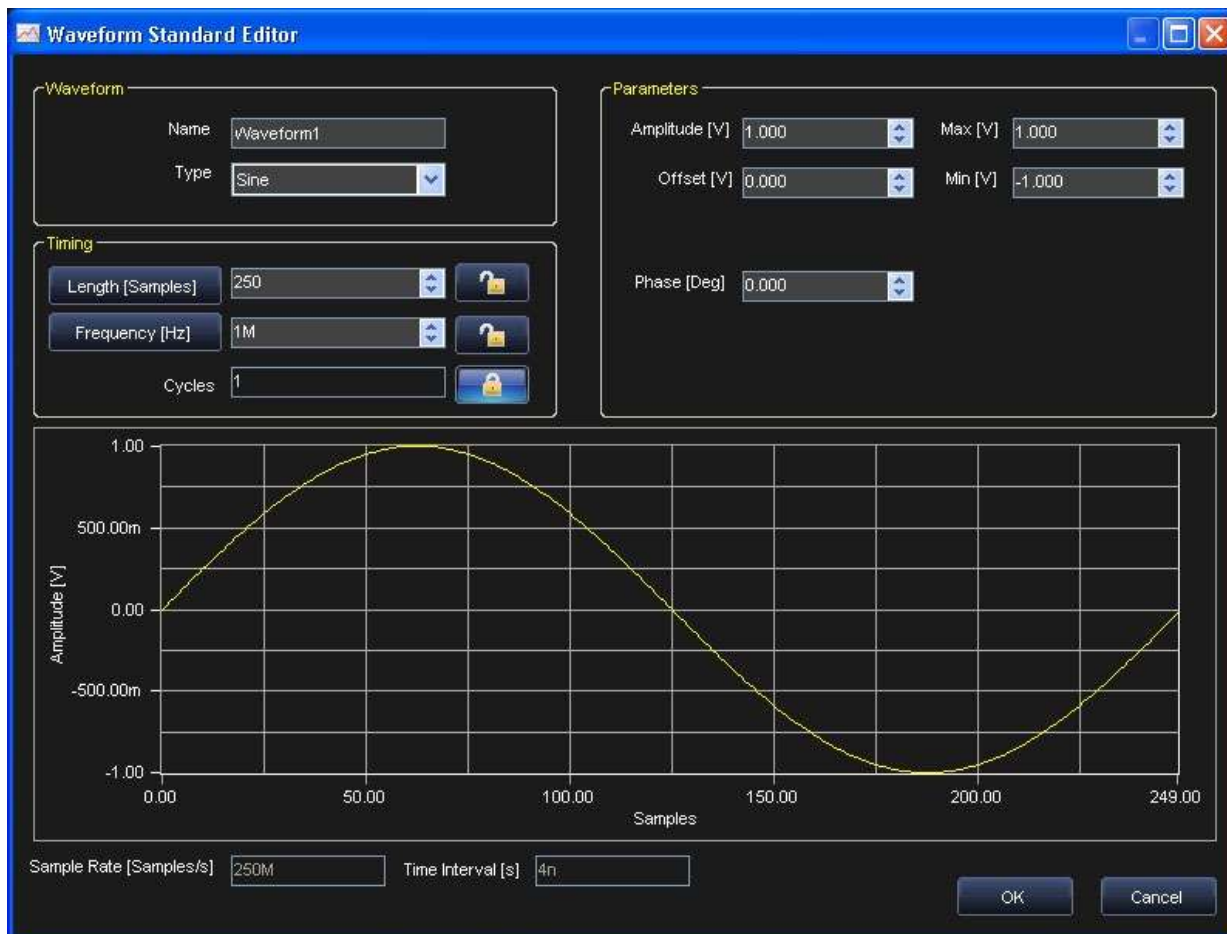 Waveform Standard Editor
Waveform
Name Waveform1
Type Sine
Timing
Length [Samples] 250
Frequency [Hz] 1M
Cycles 1
Parameters
Amplitude [V] 1.000 Max [V] 1.000
Offset [V] 0.000 Min [V] -1.000
Phase [Deg] 0.000
Amplitude [V]
1.00
500.00m
0.00
-500.00m
-1.00
0.00 50.00 100.00 150.00 200.00 249.00
Samples
Sample Rate [Samples/s] 250M Time Interval [s] 4n
OK Cancel